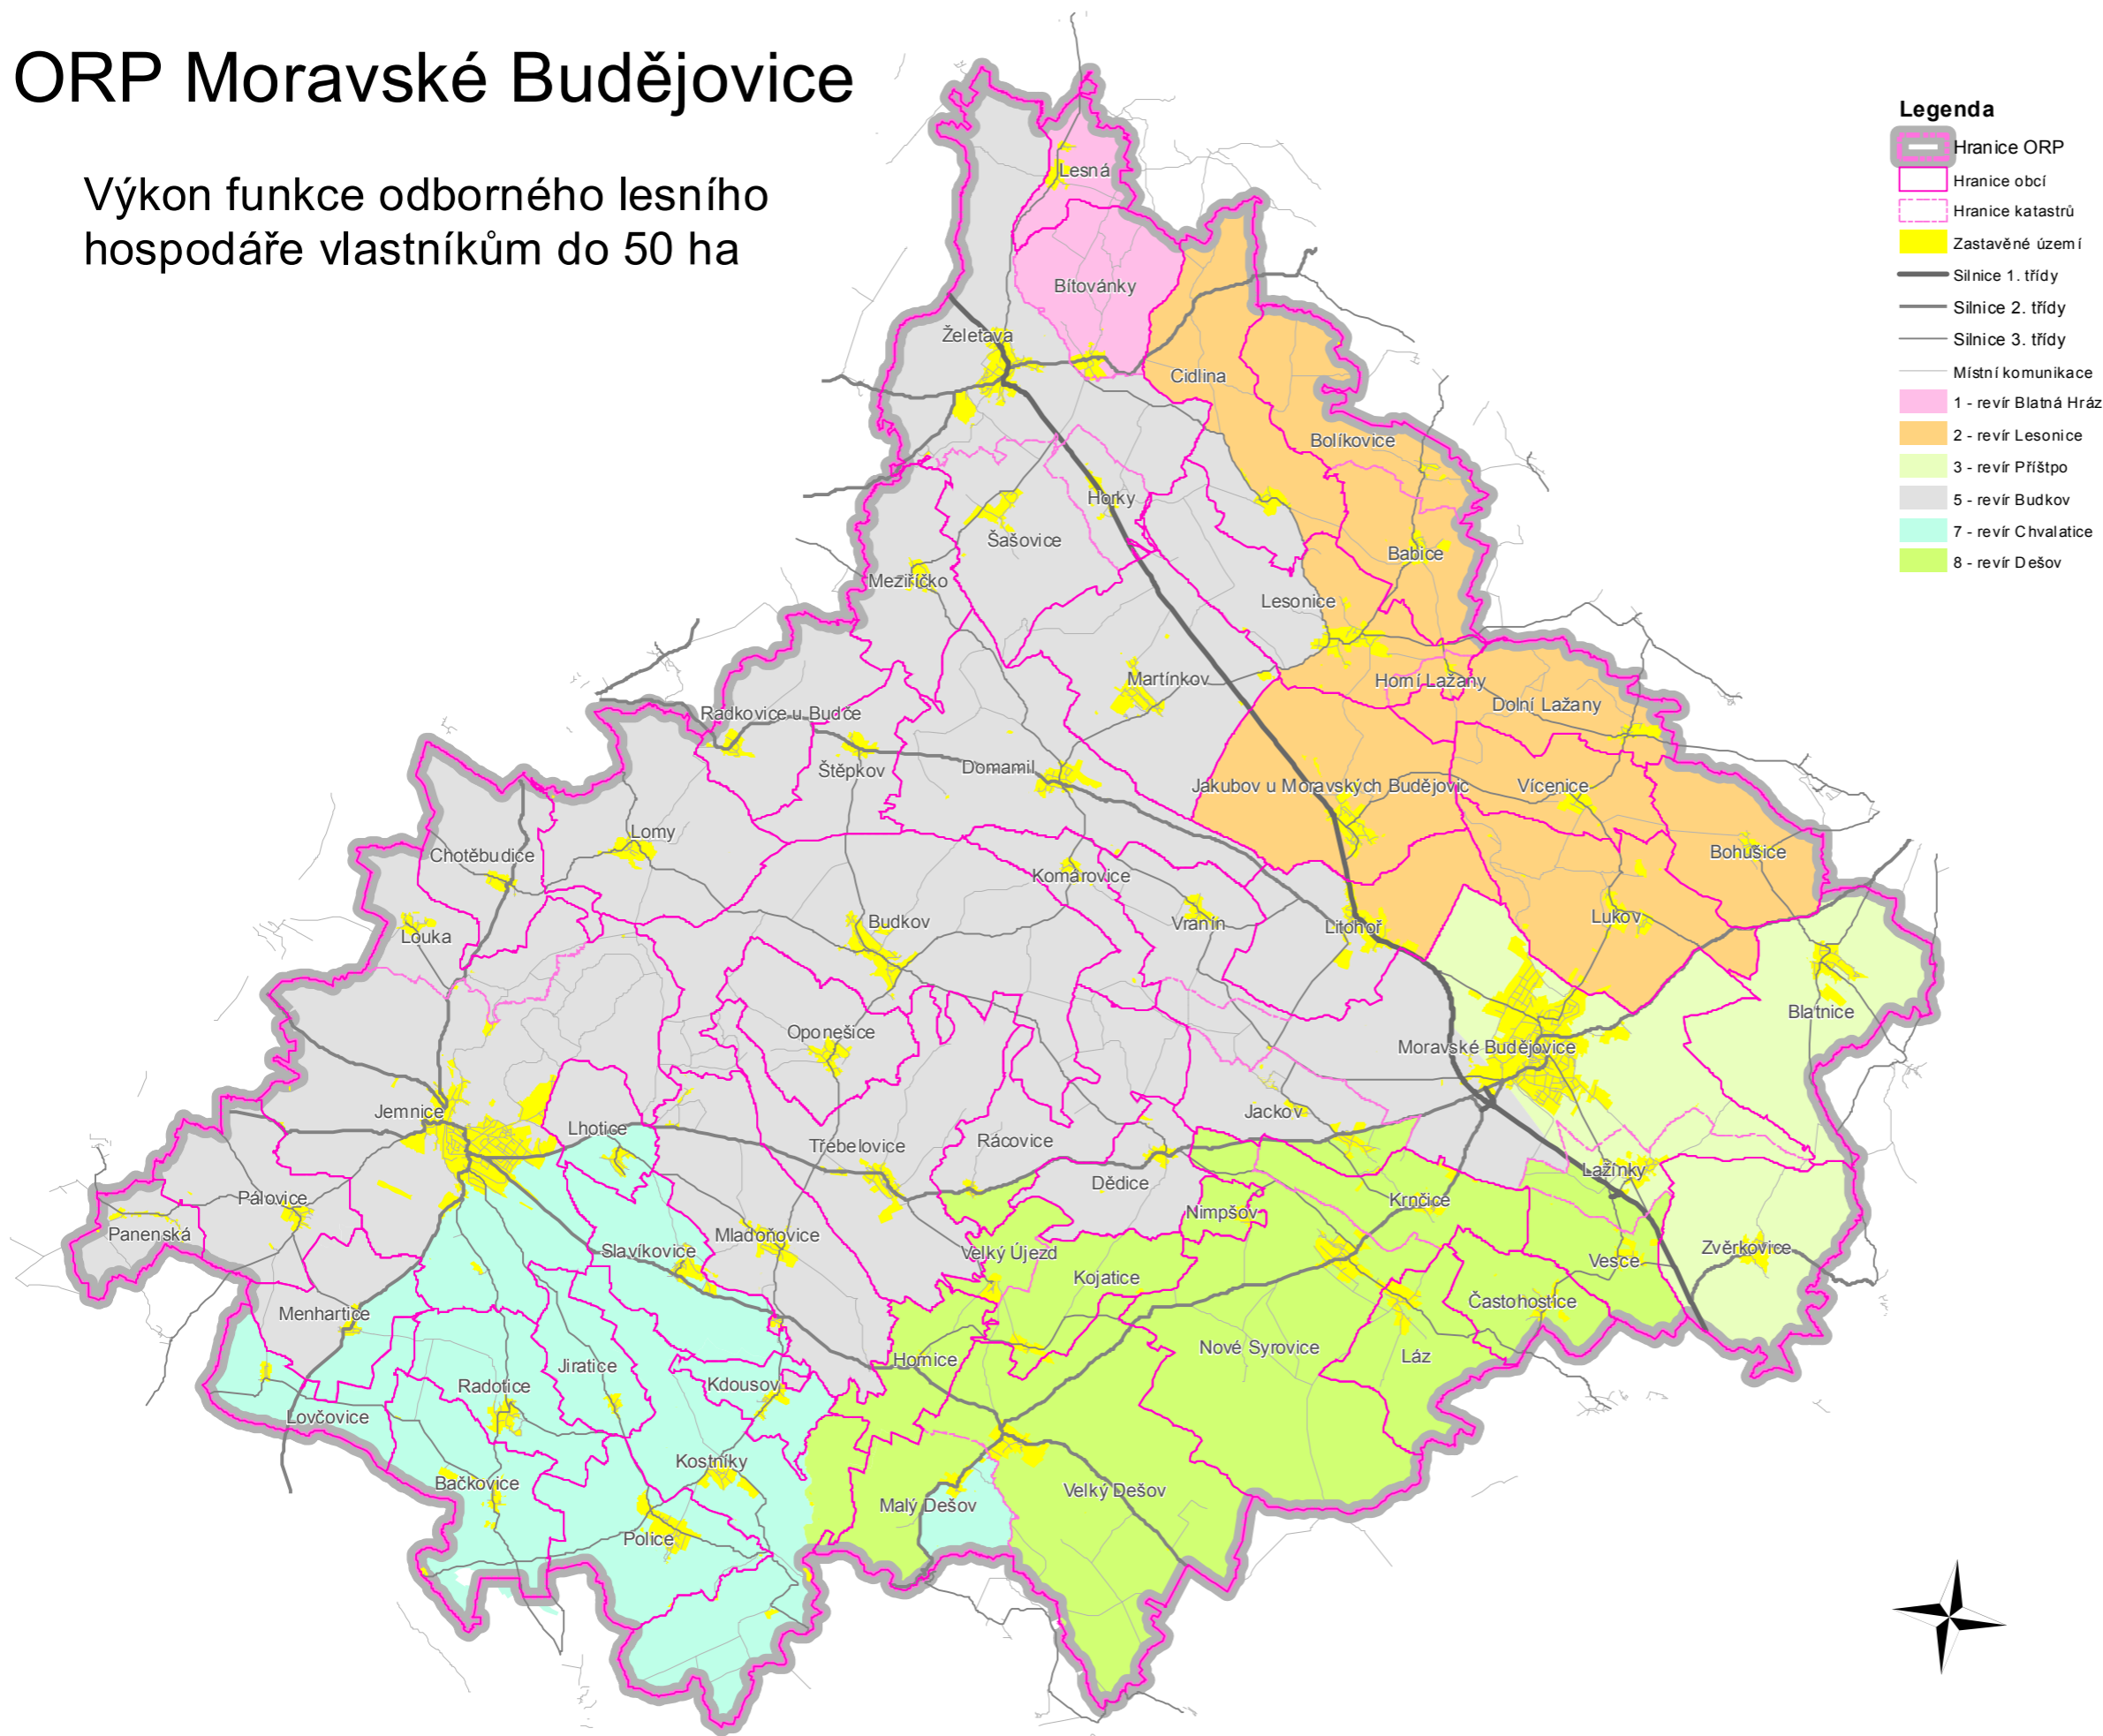 ORP Moravské Budějovice
Výkon funkce odborného lesního
hospodáře vlastníkům do 50 ha
Legenda
Hranice ORP
Hranice obcí
Hranice katastrů
Zastavěné území
Silnice 1. třídy
Silnice 2. třídy
Silnice 3. třídy
Místní komunikace
1 - revír Blatná Hráz
2 - revír Lesonice
3 - revír Příštpo
5 - revír Budkov
7 - revír Chvalatice
8 - revír Dešov
Lesná
Bítovánky
Želetava
Cidlina
Bolíkovice
Horky
Šašovice
Babice
Meziříčko
Lesonice
Martínkov
Horní Lažany
Dolní Lažany
Radkovice u Budče
Štěpkov
Domamil
Jakubov u Moravských Budějovic
Vícenice
Lomy
Chotěbudice
Bohušice
Komarovice
Budkov
Vranín
Litohoř
Lukov
Louka
Blatnice
Oponešice
Moravské Budějovice
Jemnice
Jackov
Lhotice
Třebelovice
Rácovice
Lažínky
Dědice
Pálovice
Krnčice
Nimpšov
Panenská
Mladoňovice
Slavíkovice
Velký Újezd
Zvěrkovice
Vesce
Kojatice
Častohostice
Menhartice
Nové Syrovice
Láz
Hornice
Jiratice
Kdousov
Radotice
Lovčovice
Kostníky
Bačkovice
Velký Dešov
Malý Dešov
Police